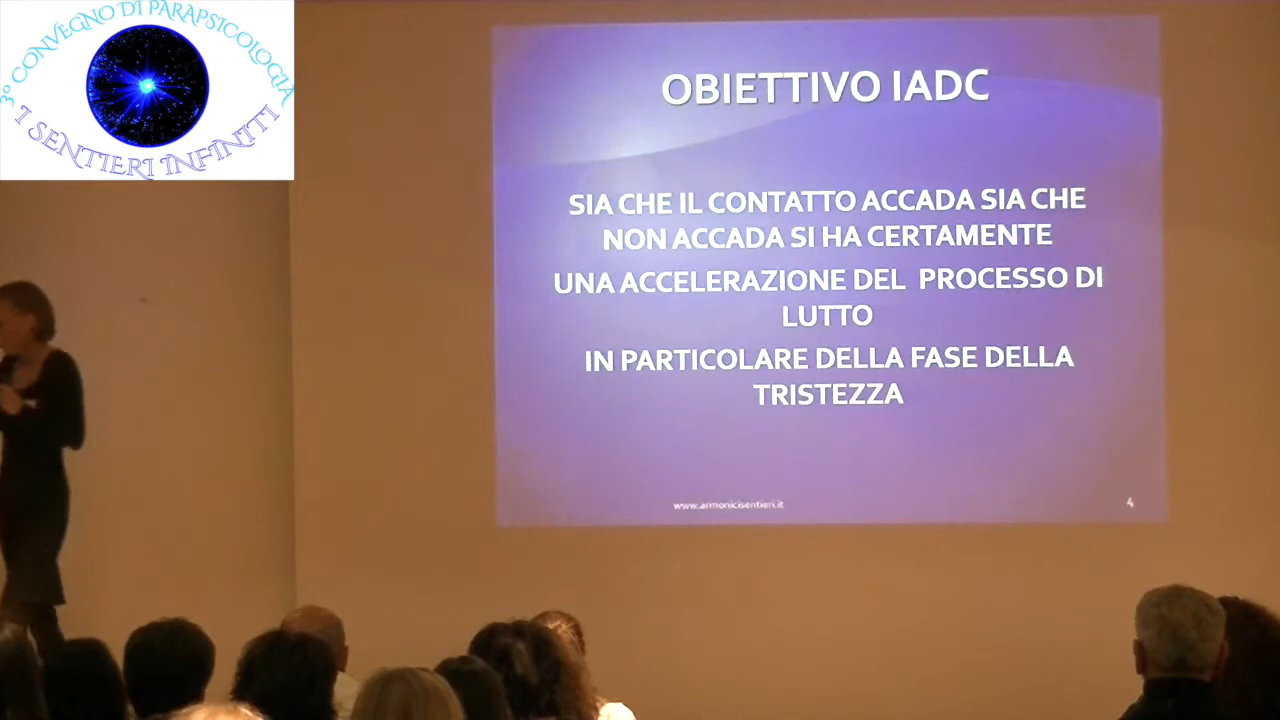 3° CONVEGNO DI PARAPSICOLOGIA
I SENTIERI INFINITI
OBIETTIVO IADC
SIA CHE IL CONTATTO ACCADA SIA CHE
NON ACCADA SI HA CERTAMENTE
UNA ACCELERAZIONE DEL PROCESSO DI
LUTTO
IN PARTICOLARE DELLA FASE DELLA
TRISTEZZA
www.armonicisentieri.it
4